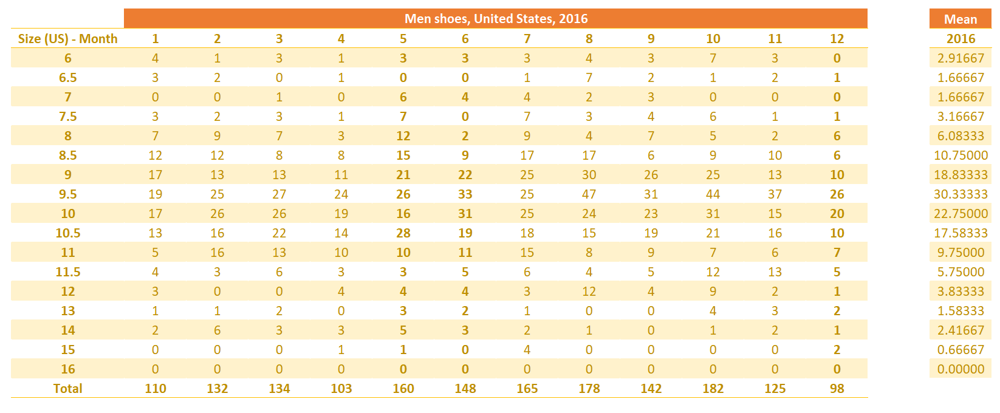 Men shoes, United States, 2016 Mean
Size (US) - Month 1 2 3 4 5 6 7 8 9 10 11 12 2016
6 4 1 3 1 3 3 3 4 3 7 3 0 2.91667
6.5 3 2 0 1 0 0 1 7 2 1 2 1 1.66667
7 0 0 1 0 6 4 4 2 3 0 0 0 1.66667
7.5 3 2 3 1 7 0 7 3 4 6 1 1 3.16667
8 7 9 7 3 12 2 9 4 7 5 2 6 6.08333
8.5 12 12 8 8 15 9 17 17 6 9 10 6 10.75000
9 17 13 13 11 21 22 25 30 26 25 13 10 18.83333
9.5 19 25 27 24 26 33 25 47 31 44 37 26 30.33333
10 17 26 26 19 16 31 25 24 23 31 15 20 22.75000
10.5 13 16 22 14 28 19 18 15 19 21 16 10 17.58333
11 5 16 13 10 10 11 15 8 9 7 6 7 9.75000
11.5 4 3 6 3 3 5 6 4 5 12 13 5 5.75000
12 3 0 0 4 4 4 3 12 4 9 2 1 3.83333
13 1 1 2 0 3 2 1 0 0 4 3 2 1.58333
14 2 6 3 3 5 3 2 1 0 1 2 1 2.41667
15 0 0 0 1 1 0 4 0 0 0 0 2 0.66667
16 0 0 0 0 0 0 0 0 0 0 0 0 0.00000
Total 110 132 134 103 160 148 165 178 142 182 125 98